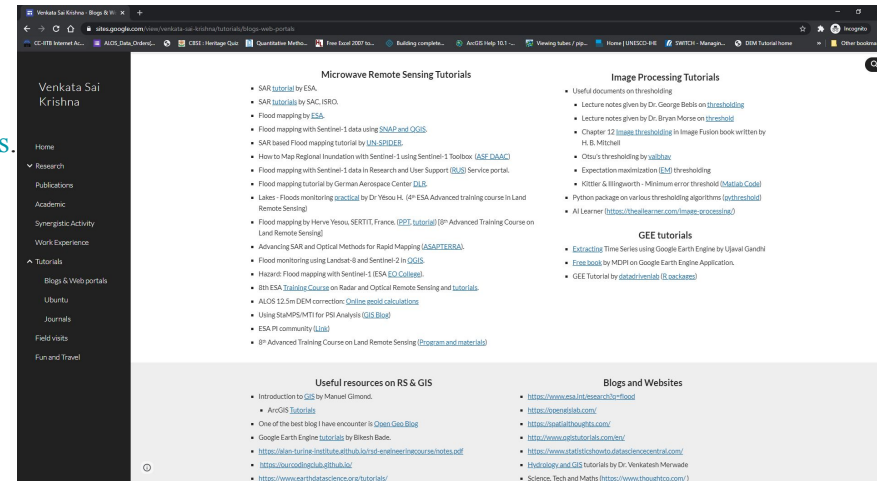 s.
Venkata Sai Krishna - Blogs & We
sites.google.com/view/venkata-sai-krishna/tutorials/blogs-web-portals
Incognito
CC-IITB Internet Ac...
ALOS_Data_Orders(...
CBSE : Heritage Quiz
Quantitative Metho...
Free Excel 2007 to...
Building complete...
ArcGIS Help 10.1 -...
Viewing tubes / pip...
Home | UNESCO-IHE
SWITCH - Managin...
DEM Tutorial home
»
Other bookma
Venkata Sai
Krishna
Home
Research
Publications
Academic
Synergistic Activity
Work Experience
Tutorials
Blogs & Web portals
Ubuntu
Journals
Field visits
Fun and Travel
Microwave Remote Sensing Tutorials
SAR tutorial by ESA.
SAR tutorials by SAC, ISRO.
Flood mapping by ESA.
Flood mapping with Sentinel-1 data using SNAP and QGIS.
SAR based Flood mapping tutorial by UN-SPIDER.
How to Map Regional Inundation with Sentinel-1 using Sentinel-1 Toolbox (ASF DAAC)
Flood mapping with Sentinel-1 data in Research and User Support (RUS) Service portal.
Flood mapping tutorial by German Aerospace Center DLR.
Lakes - Floods monitoring practical by Dr Yésou H. (4th ESA Advanced training course in Land
Remote Sensing)
Flood mapping by Herve Yesou, SERTIT, France. (PPT, tutorial) [8th Advanced Training Course on
Land Remote Sensing]
Advancing SAR and Optical Methods for Rapid Mapping (ASAPTERRA).
Flood monitoring using Landsat-8 and Sentinel-2 in QGIS.
Hazard: Flood mapping with Sentinel-1 (ESA EO College).
8th ESA Training Course on Radar and Optical Remote Sensing and tutorials.
ALOS 12.5m DEM correction: Online geoid calculations
Using StaMPS/MTI for PSI Analysis (GIS Blog)
ESA PI community (Link)
8th Advanced Training Course on Land Remote Sensing (Program and materials)
Image Processing Tutorials
Useful documents on thresholding
Lecture notes given by Dr. George Bebis on thresholding
Lecture notes given by Dr. Bryan Morse on threshold
Chapter 12 Image thresholding in Image Fusion book written by
H. B. Mitchell
Otsu's thresholding by vaibhav
Expectation maximization (EM) thresholding
Kittler & Illingworth - Minimum error threshold (Matlab Code)
Python package on various thresholding algorithms (pythreshold)
AI Learner (https://theailearner.com/image-processing/)
GEE tutorials
Extracting Time Series using Google Earth Engine by Ujaval Gandhi
Free book by MDPI on Google Earth Engine Application.
GEE Tutorial by datadrivenlab (R packages)
Useful resources on RS & GIS
Introduction to GIS by Manuel Gimond.
ArcGIS Tutorials
One of the best blog I have encounter is Open Geo Blog
Google Earth Engine tutorials by Bikesh Bade.
https://alan-turing-institute.github.io/rsd-engineeringcourse/notes.pdf
https://ourcodingclub.github.io/
https://www.earthdatascience.org/tutorials/
Blogs and Websites
https://www.esa.int/esearch?q=flood
https://opengislab.com/
https://spatialthoughts.com/
http://www.qgistutorials.com/en/
https://www.statisticshowto.datasciencecentral.com/
Hydrology and GIS tutorials by Dr. Venkatesh Merwade
Science, Tech and Maths (https://www.thoughtco.com/ )